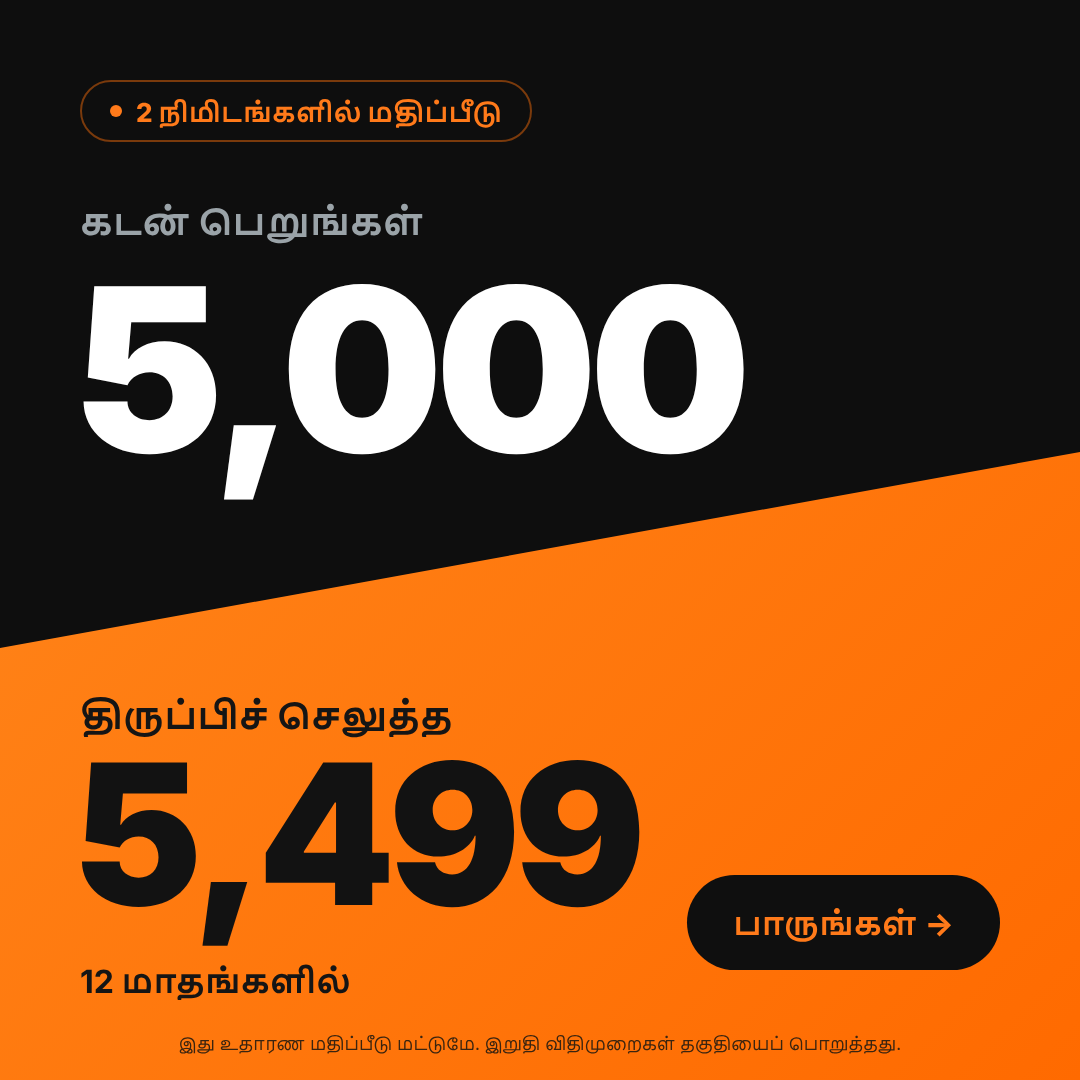 2 நிமிடங்களில் மதிப்பீடு
கடன் பெறுங்கள்
5,000
திருப்பிச் செலுத்த
5,499
பாருங்கள் →
12 மாதங்களில்
இது உதாரண மதிப்பீடு மட்டுமே. இறுதி விதிமுறைகள் தகுதியைப் பொறுத்தது.